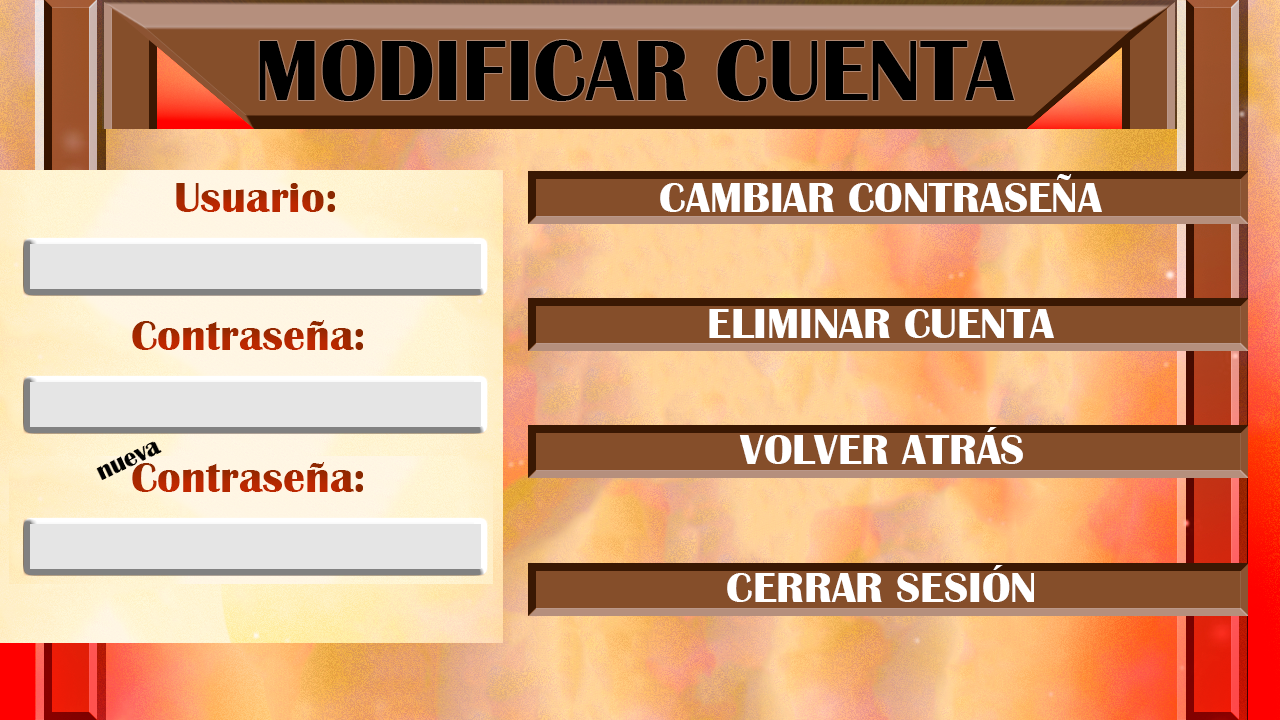 MODIFICAR CUENTA
Usuario:
Contraseña:
nueva
Contraseña:
CAMBIAR CONTRASEÑA
ELIMINAR CUENTA
VOLVER ATRÁS
CERRAR SESIÓN